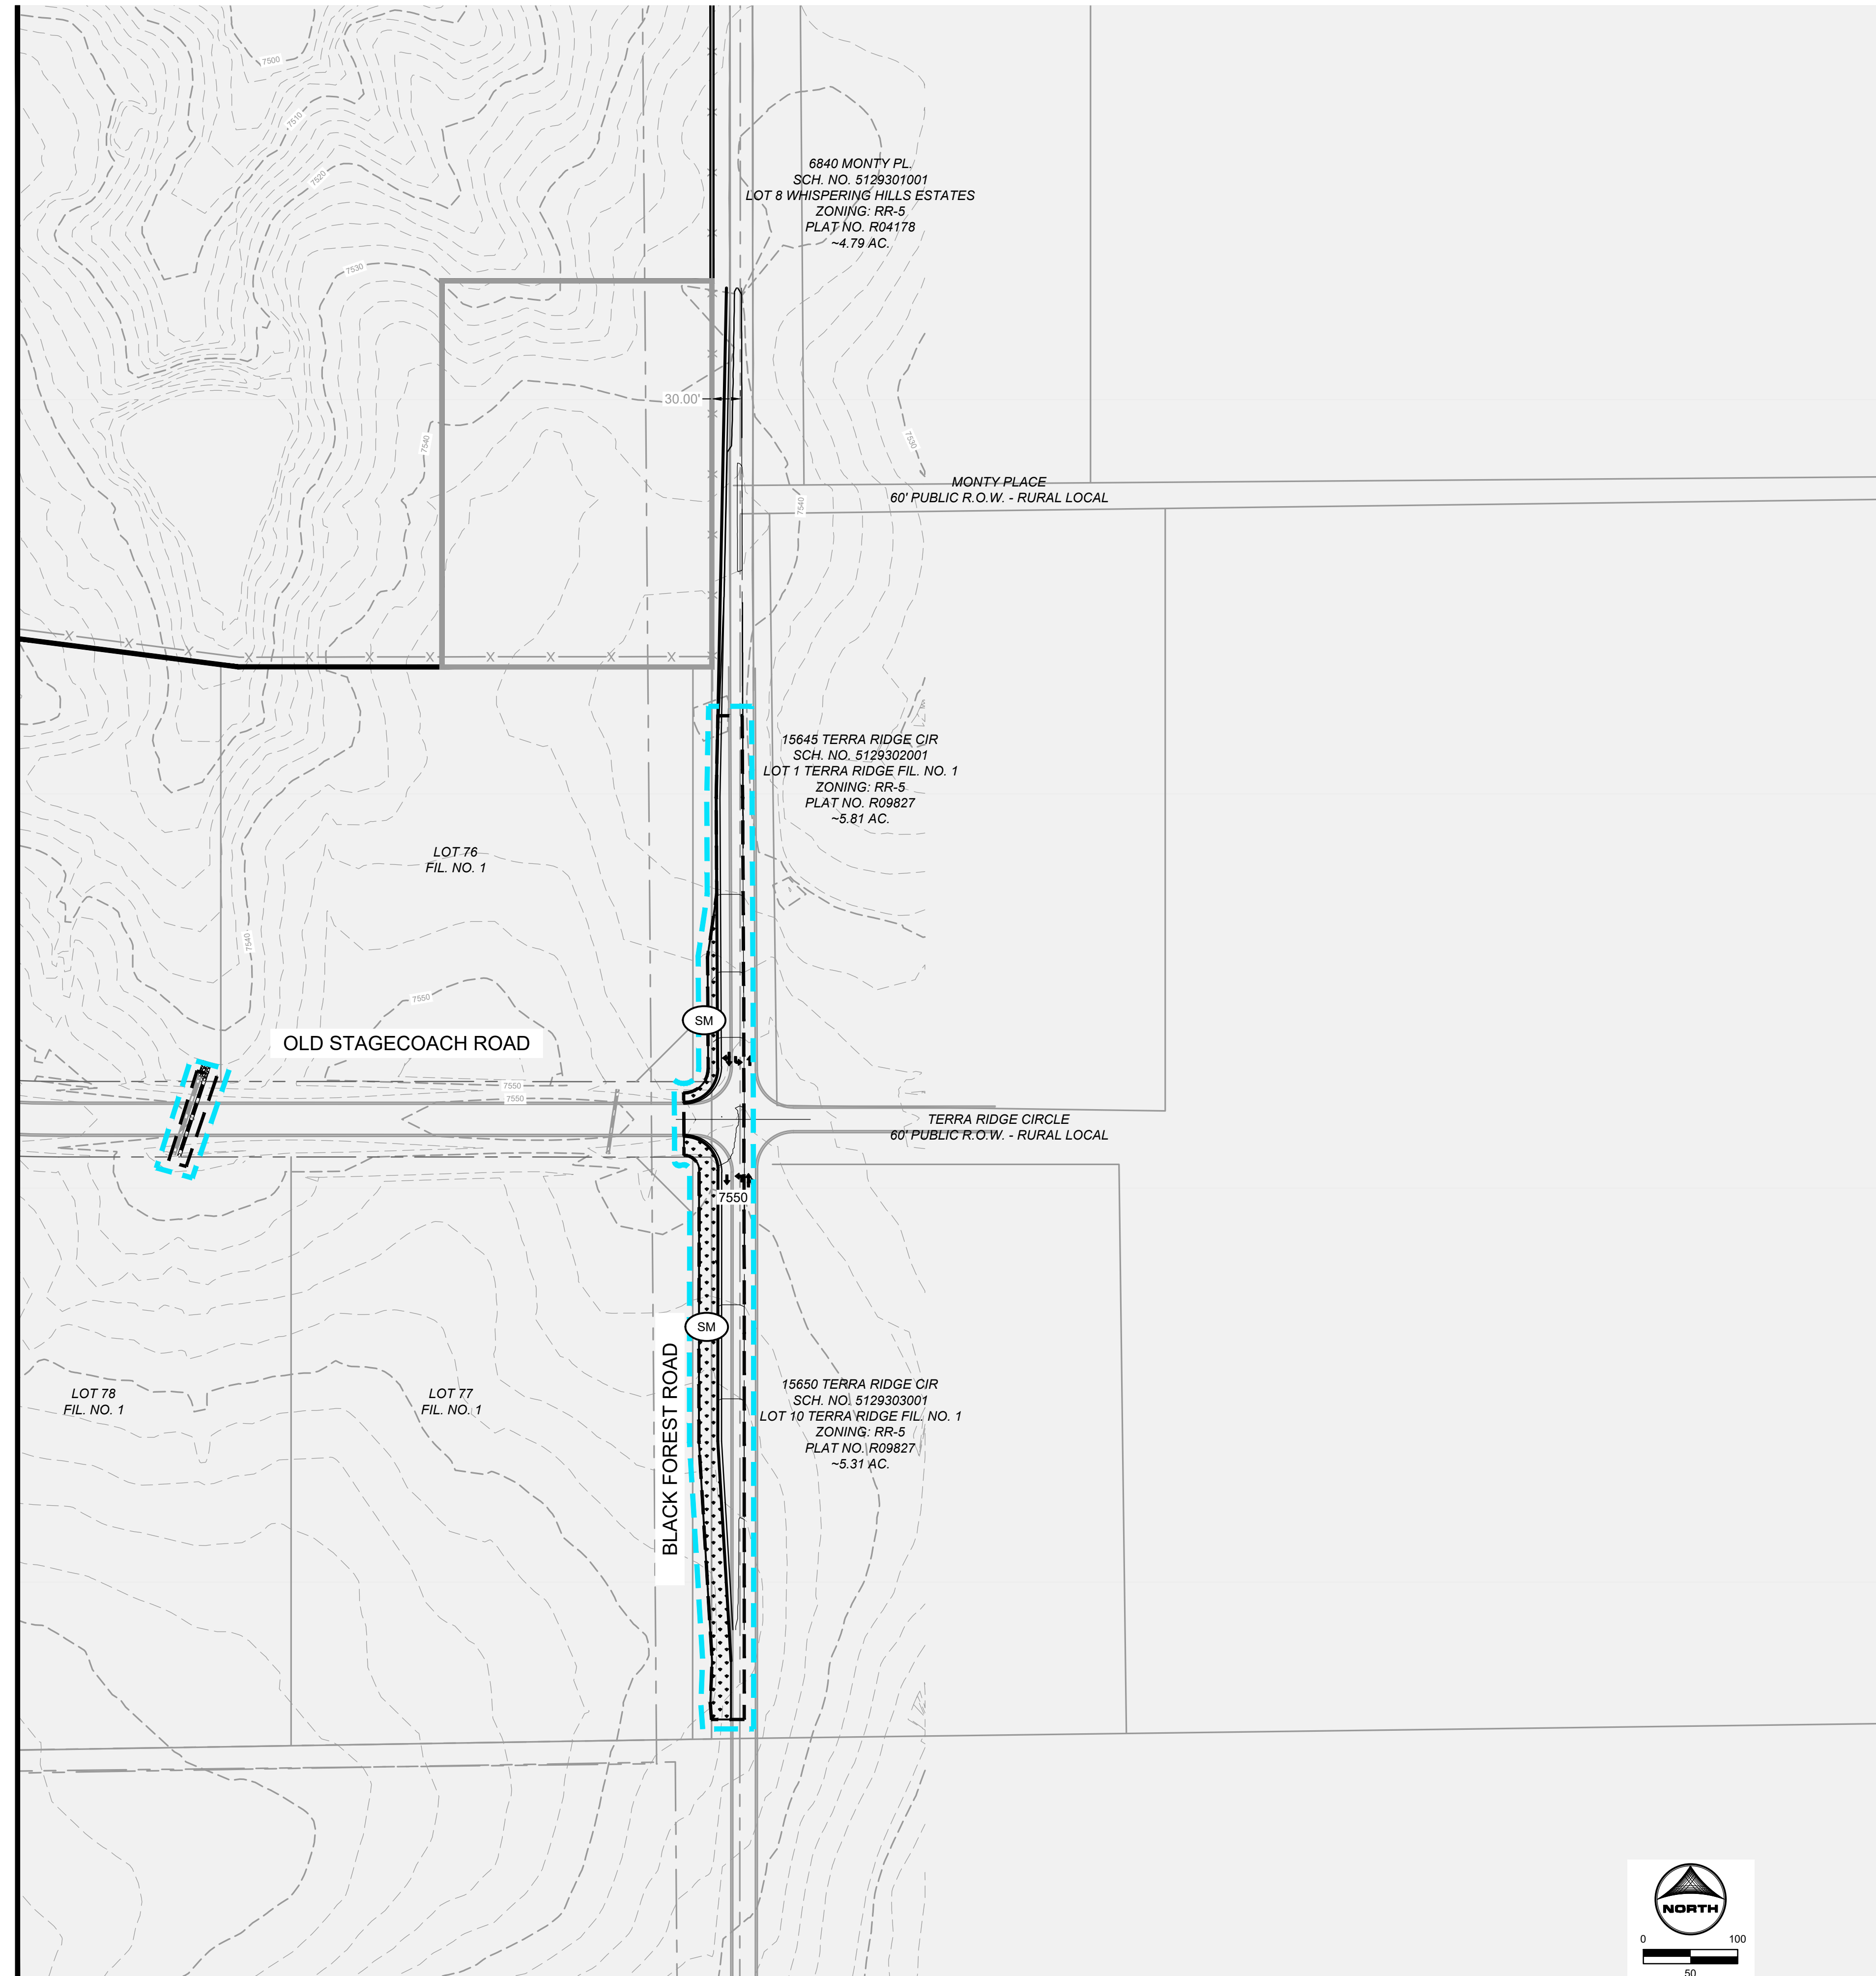 7500
7510
7520
6840 MONTY PL.
SCH. NO. 5129301001
LOT 8 WHISPERING HILLS ESTATES
ZONING: RR-5
PLAT NO. R04178
~4.79 AC.
7530
30.00'
7540
7530
MONTY PLACE
60' PUBLIC R.O.W. - RURAL LOCAL
7540
15645 TERRA RIDGE CIR
SCH. NO. 5129302001
LOT 1 TERRA RIDGE FIL. NO. 1
ZONING: RR-5
PLAT NO. R09827
~5.81 AC.
LOT 76
FIL. NO. 1
7540
7550
SM
OLD STAGECOACH ROAD
7550
7550
TERRA RIDGE CIRCLE
60' PUBLIC R.O.W. - RURAL LOCAL
7550
SM
BLACK FOREST ROAD
LOT 78
FIL. NO. 1
LOT 77
FIL. NO. 1
15650 TERRA RIDGE CIR
SCH. NO. 5129303001
LOT 10 TERRA RIDGE FIL. NO. 1
ZONING: RR-5
PLAT NO. R09827
~5.31 AC.
NORTH
0 100
50